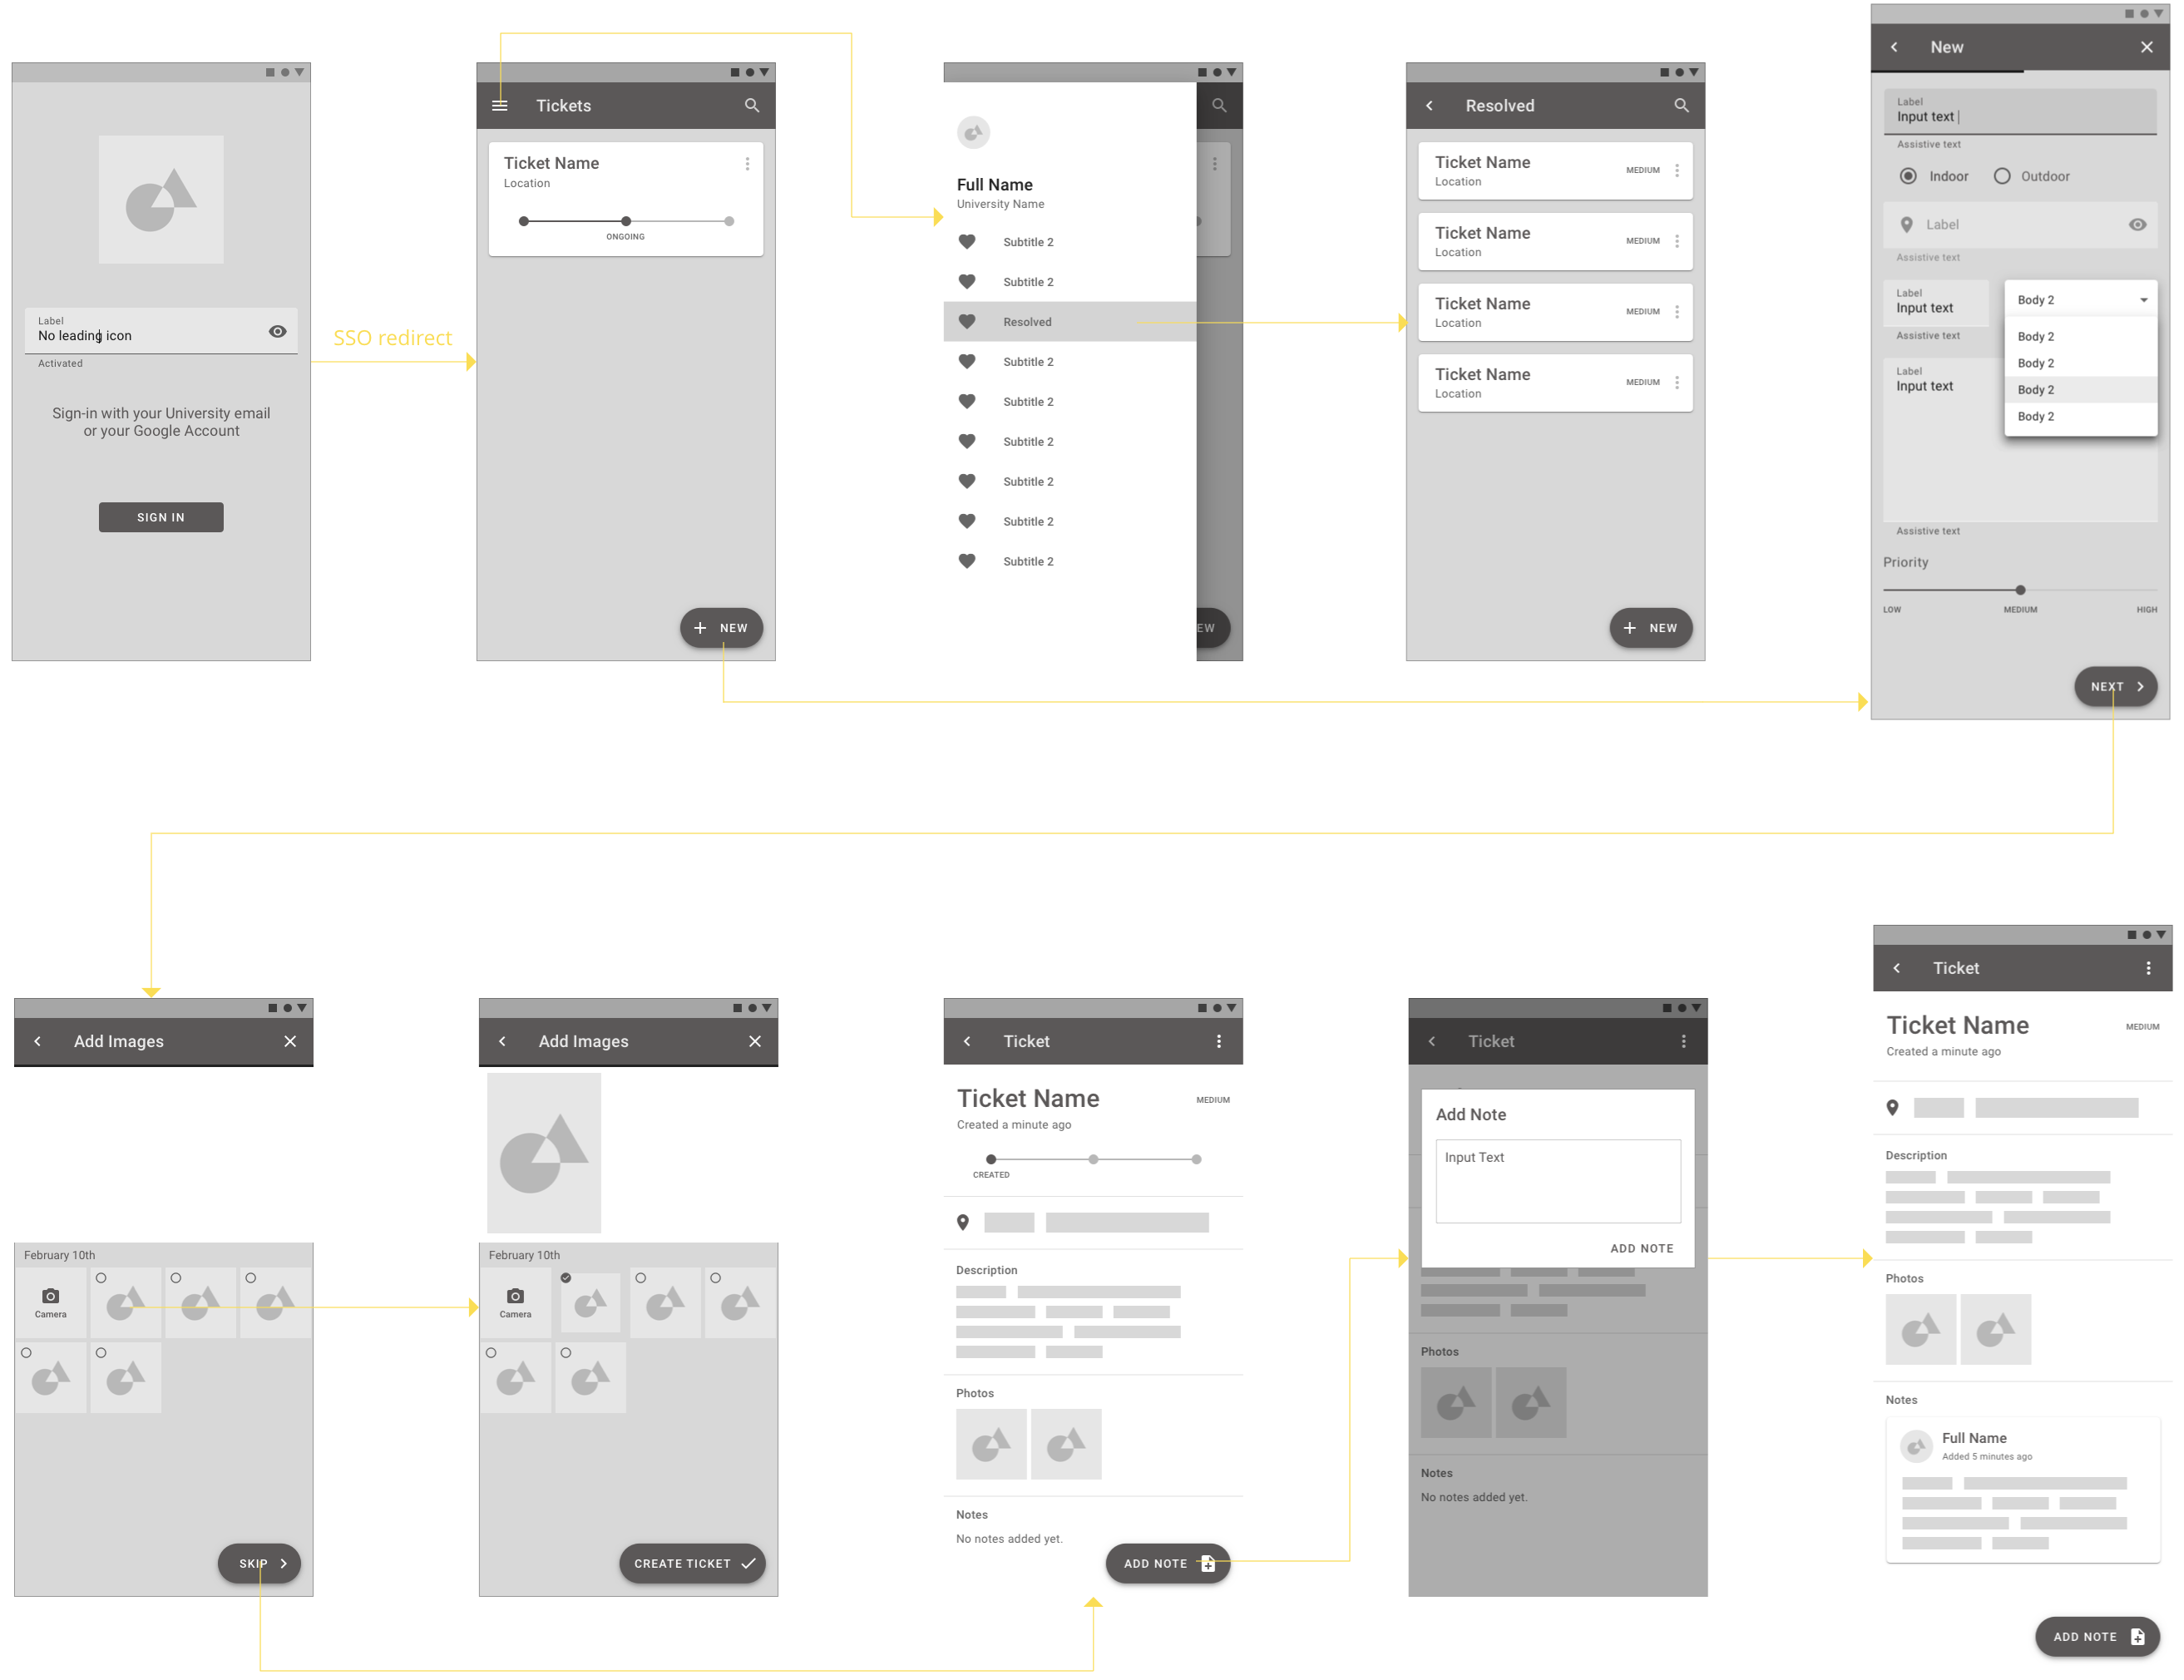 Label
No leading icon
Activated
Sign-in with your University email
or your Google Account
SIGN IN
SSO redirect
Tickets
Ticket Name
Location
ONGOING
NEW
Full Name
University Name
Subtitle 2
Subtitle 2
Resolved
Subtitle 2
Subtitle 2
Subtitle 2
Subtitle 2
Subtitle 2
Subtitle 2
EW
Resolved
Ticket Name
Location
MEDIUM
Ticket Name
Location
MEDIUM
Ticket Name
Location
MEDIUM
Ticket Name
Location
MEDIUM
NEW
New
Label
Input text
Assistive text
Indoor
Outdoor
Label
Assistive text
Label
Input text
Assistive text
Body 2
Body 2
Body 2
Body 2
Body 2
Label
Input text
Assistive text
Priority
LOW
MEDIUM
HIGH
NEXT
Add Images
February 10th
Camera
SKIP
Add Images
February 10th
Camera
CREATE TICKET
Ticket
Ticket Name
MEDIUM
Created a minute ago
CREATED
Description
Photos
Notes
No notes added yet.
ADD NOTE
Ticket
Add Note
Input Text
ADD NOTE
Photos
Notes
No notes added yet.
Ticket
Ticket Name
MEDIUM
Created a minute ago
Description
Photos
Notes
Full Name
Added 5 minutes ago
ADD NOTE